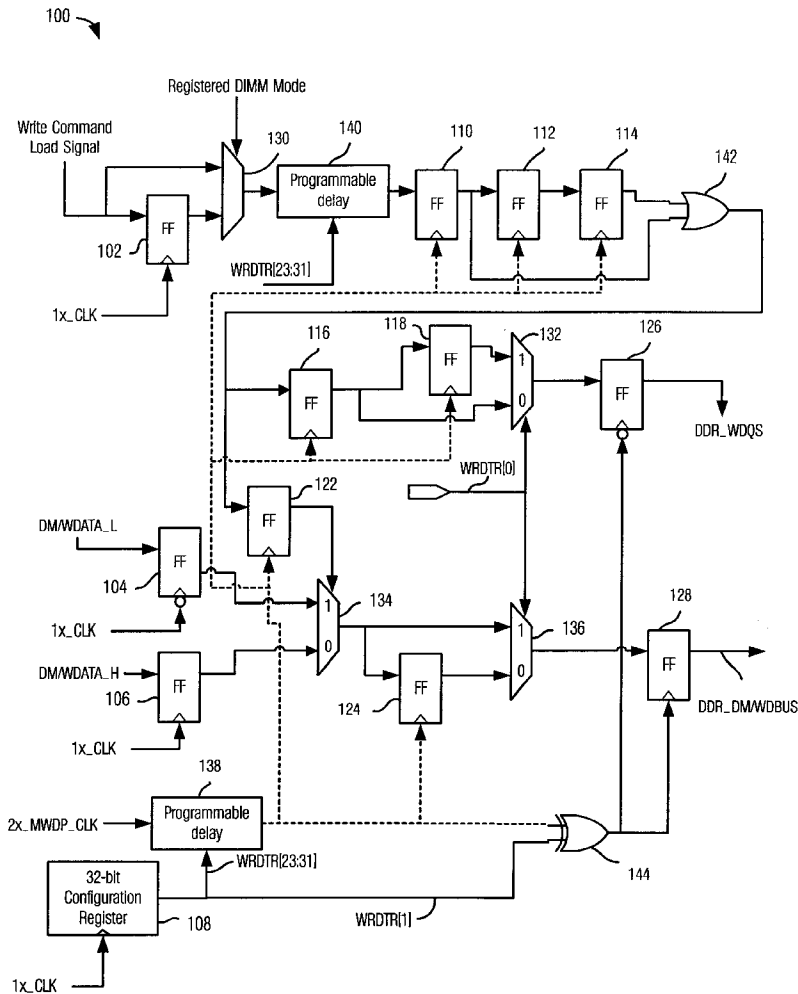 100
Registered DIMM Mode
Write Command
Load Signal
130
140
110
112
114
142
Programmable
delay
FF
FF
FF
FF
102
WRDTR[23:31]
1x_CLK
116
118
132
126
FF
FF
1
0
FF
FF
DDR_WDQS
WRDTR[0]
122
FF
DM/WDATA_L
FF
104
1x_CLK
1
0
134
1
0
136
128
FF
DM/WDATA_H
FF
106
124
FF
DDR_DM/WDBUS
1x_CLK
138
2x_MWDP_CLK
Programmable
delay
144
WRDTR[23:31]
32-bit
Configuration
Register
108
WRDTR[1]
1x_CLK